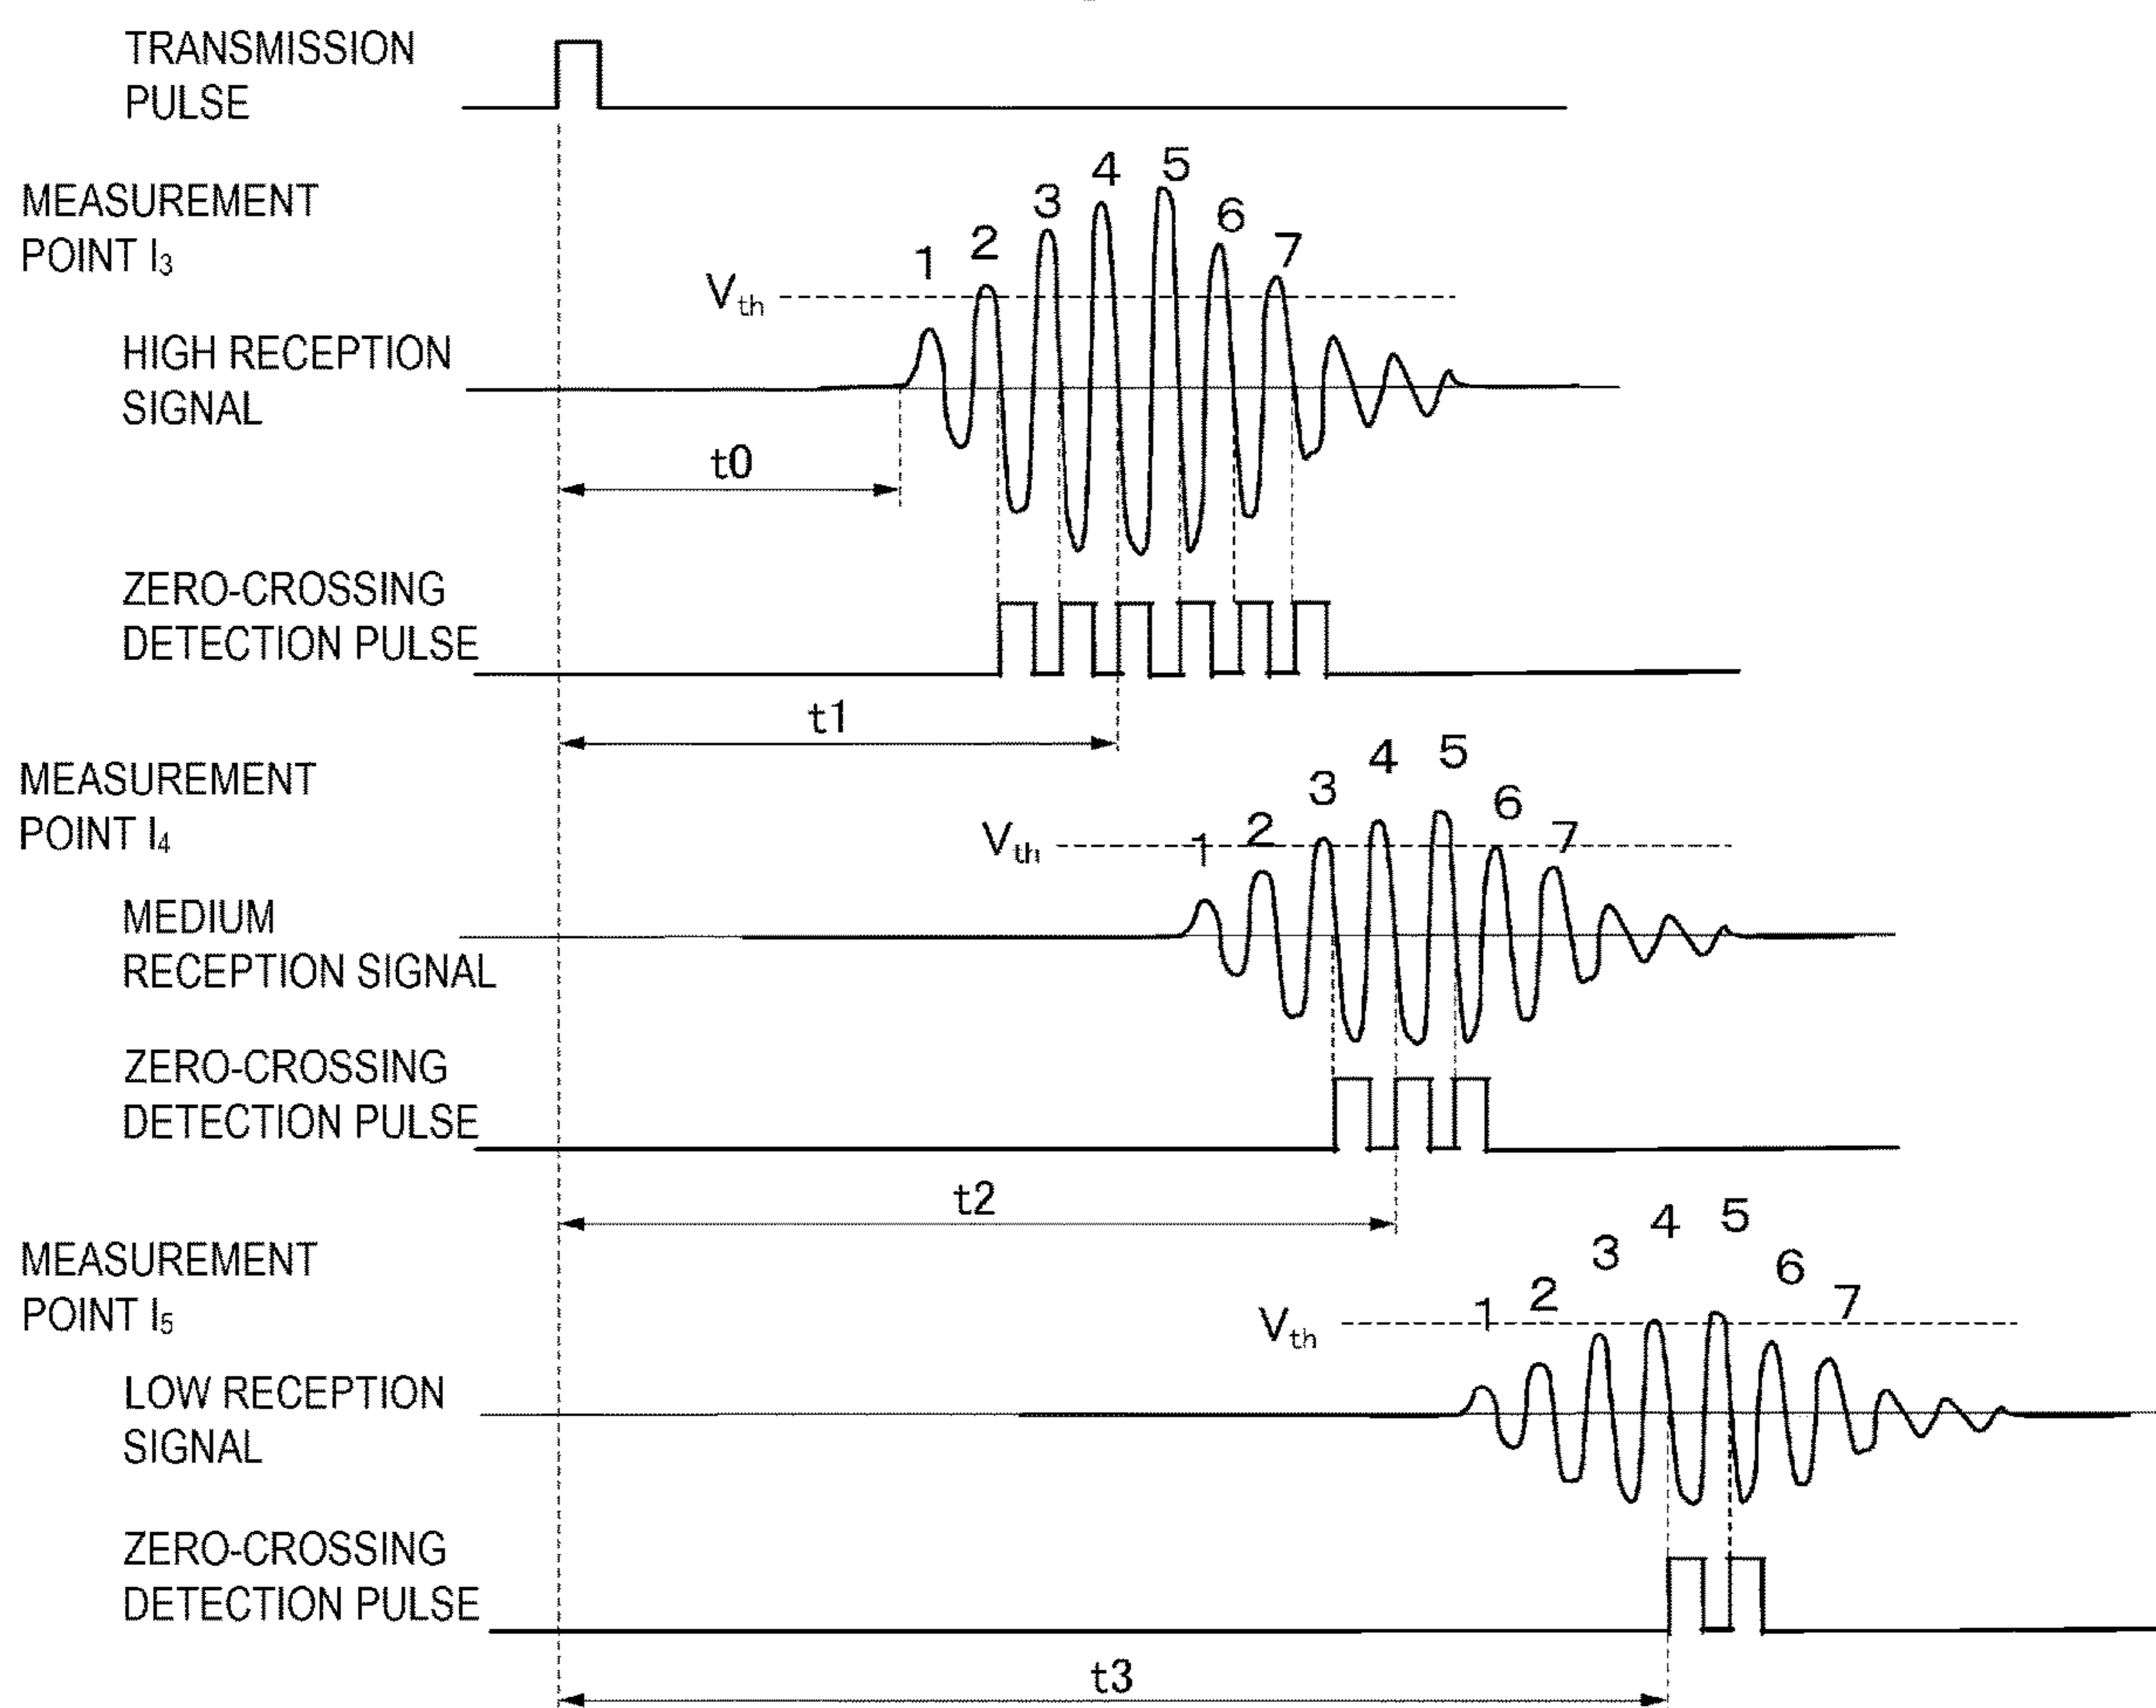 TRANSMISSION
PULSE
MEASUREMENT
POINT I3
1 2 3 4 5 6 7
Vth
HIGH RECEPTION
SIGNAL
t0
ZERO-CROSSING
DETECTION PULSE
t1
MEASUREMENT
POINT I4
1 2 3 4 5 6 7
Vth
MEDIUM
RECEPTION SIGNAL
ZERO-CROSSING
DETECTION PULSE
t2
MEASUREMENT
POINT I5
1 2 3 4 5 6 7
Vth
LOW RECEPTION
SIGNAL
ZERO-CROSSING
DETECTION PULSE
t3